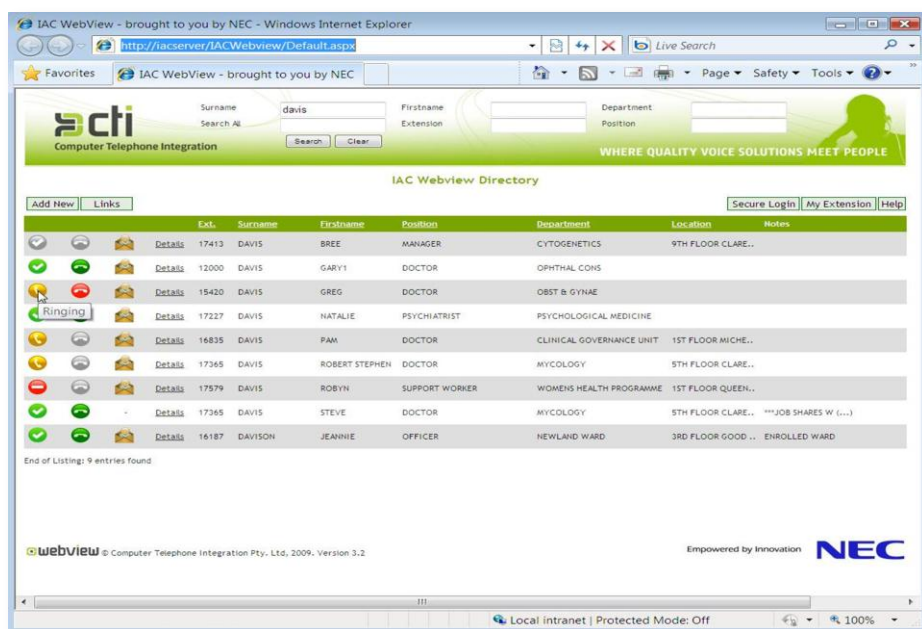 IAC WebView - brought to you by NEC - Windows Internet Explorer
http://iacserver/IACWebview/Default.aspx
Live Search
Favorites IAC WebView - brought to you by NEC Page Safety Tools
cti
Computer Telephone Integration
Surname davis Firstname Department
Search All Extension Position
Search Clear
WHERE QUALITY VOICE SOLUTIONS MEET PEOPLE
IAC Webview Directory
Add New Links Secure Login My Extension Help
Ext. Surname Firstname Position Department Location Notes
Details 17413 DAVIS BREE MANAGER CYTOGENETICS 9TH FLOOR CLARE..
Details 12000 DAVIS GARY1 DOCTOR OPHTHAL CONS
Details 15420 DAVIS GREG DOCTOR OBST & GYNAE
Ringing
Details 17227 DAVIS NATALIE PSYCHIATRIST PSYCHOLOGICAL MEDICINE
Details 16835 DAVIS PAM DOCTOR CLINICAL GOVERNANCE UNIT 1ST FLOOR MICHE..
Details 17365 DAVIS ROBERT STEPHEN DOCTOR MYCOLOGY 5TH FLOOR CLARE..
Details 17579 DAVIS ROBYN SUPPORT WORKER WOMENS HEALTH PROGRAMME 1ST FLOOR QUEEN..
- Details 17365 DAVIS STEVE DOCTOR MYCOLOGY 5TH FLOOR CLARE.. ***JOB SHARES W (...)
Details 16187 DAVISON JEANNIE OFFICER NEWLAND WARD 3RD FLOOR GOOD .. ENROLLED WARD
End of Listing: 9 entries found
webview © Computer Telephone Integration Pty. Ltd, 2009. Version 3.2
Empowered by Innovation NEC
Local intranet | Protected Mode: Off 100%